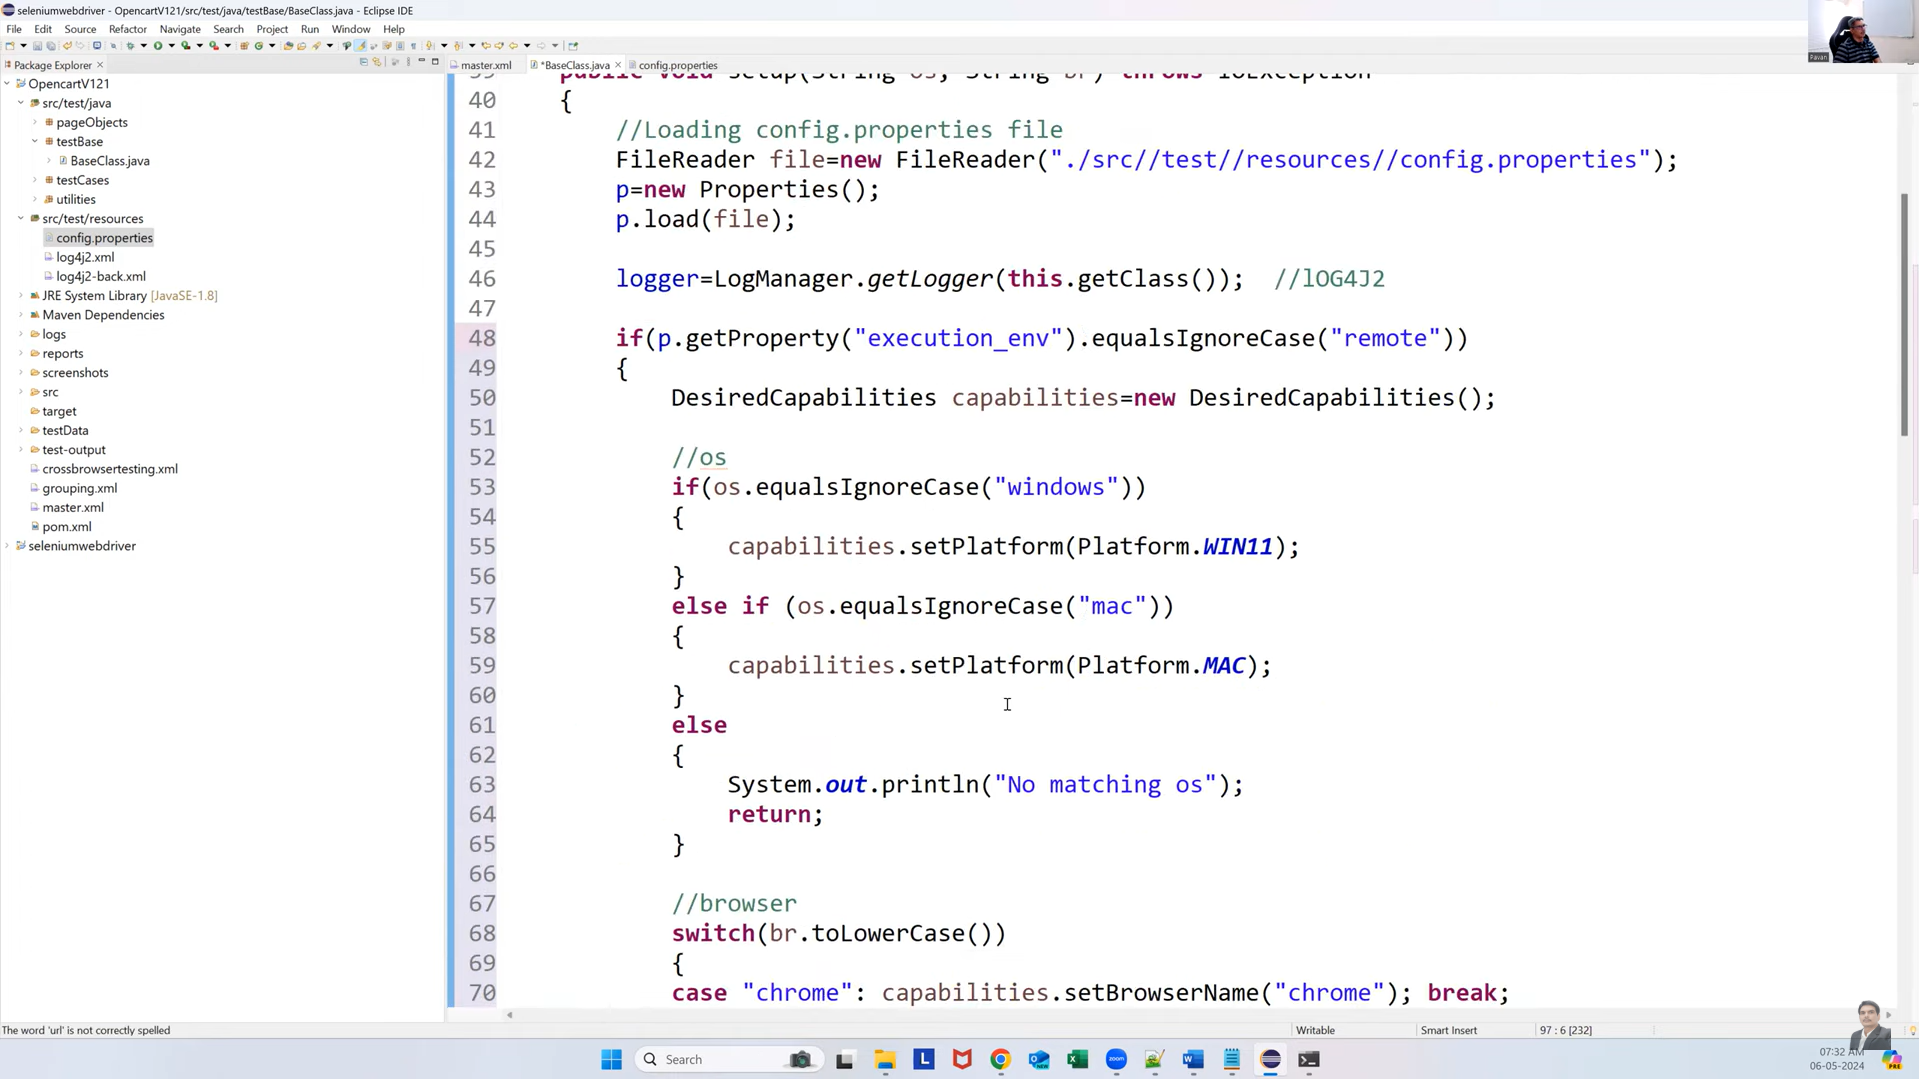 seleniumwebdriver - OpencartV121/src/test/java/testBase/BaseClass.java - Eclipse IDE
File Edit Source Refactor Navigate Search Project Run Window Help
Package Explorer
master.xml *BaseClass.java config.properties
OpencartV121
src/test/java
pageObjects
testBase
BaseClass.java
testCases
utilities
src/test/resources
config.properties
log4j2.xml
log4j2-back.xml
JRE System Library [JavaSE-1.8]
Maven Dependencies
logs
reports
screenshots
src
target
testData
test-output
crossbrowsertesting.xml
grouping.xml
master.xml
pom.xml
seleniumwebdriver
Pavan
39 public void setup(String os, String br) throws IOException
40 {
41 //Loading config.properties file
42 FileReader file=new FileReader("./src//test//resources//config.properties");
43 p=new Properties();
44 p.load(file);
45
46 logger=LogManager.getLogger(this.getClass()); //lOG4J2
47
48 if(p.getProperty("execution_env").equalsIgnoreCase("remote"))
49 {
50 DesiredCapabilities capabilities=new DesiredCapabilities();
51
52 //os
53 if(os.equalsIgnoreCase("windows"))
54 {
55 capabilities.setPlatform(Platform.WIN11);
56 }
57 else if (os.equalsIgnoreCase("mac"))
58 {
59 capabilities.setPlatform(Platform.MAC);
60 }
61 else
62 {
63 System.out.println("No matching os");
64 return;
65 }
66
67 //browser
68 switch(br.toLowerCase())
69 {
70 case "chrome": capabilities.setBrowserName("chrome"); break;
The word 'url' is not correctly spelled Writable Smart Insert 97 : 6 [232]
Search
07:32 AM
06-05-2024